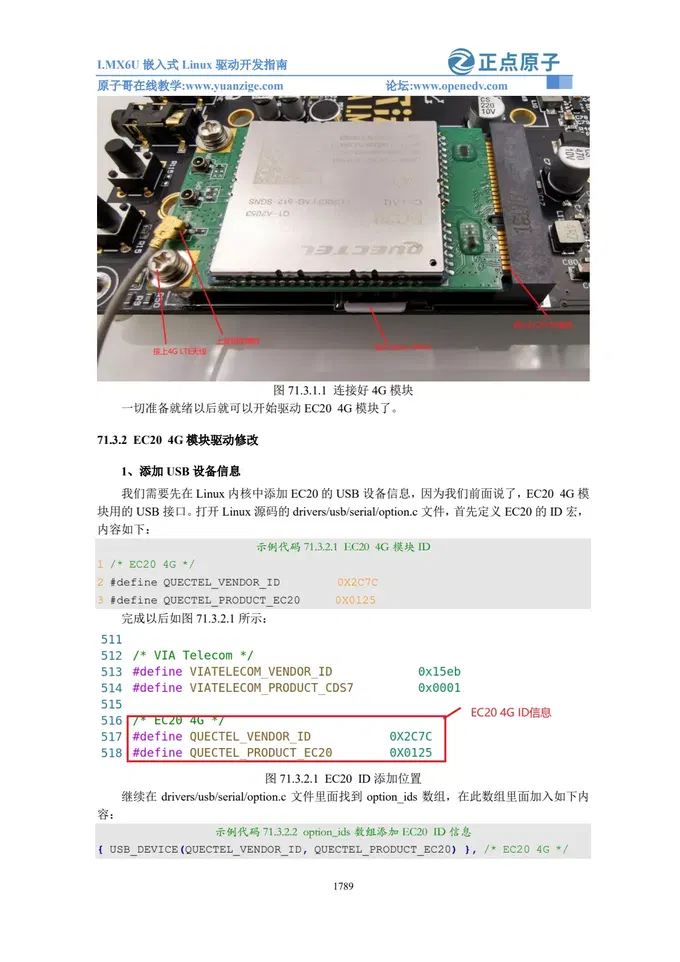 I.MX6U 嵌入式 Linux 驱动开发指南
正点原子
原子哥在线教学:www.yuanzige.com 论坛:www.openedv.com
QUECTEL
接上4G LTE天线
图 71.3.1.1 连接好 4G 模块
一切准备就绪以后就可以开始驱动 EC20 4G 模块了。
71.3.2 EC20 4G 模块驱动修改
1、添加 USB 设备信息
我们需要先在 Linux 内核中添加 EC20 的 USB 设备信息，因为我们前面说了，EC20 4G 模
块用的 USB 接口。打开 Linux 源码的 drivers/usb/serial/option.c 文件，首先定义 EC20 的 ID 宏，
内容如下：
示例代码 71.3.2.1 EC20 4G 模块 ID
1 /* EC20 4G */
2 #define QUECTEL_VENDOR_ID 0X2C7C
3 #define QUECTEL_PRODUCT_EC20 0X0125
完成以后如图 71.3.2.1 所示：
511
512 /* VIA Telecom */
513 #define VIATELECOM_VENDOR_ID 0x15eb
514 #define VIATELECOM_PRODUCT_CDS7 0x0001
515
516 /* EC20 4G */
517 #define QUECTEL_VENDOR_ID 0X2C7C
518 #define QUECTEL_PRODUCT_EC20 0X0125
EC20 4G ID信息
图 71.3.2.1 EC20 ID 添加位置
继续在 drivers/usb/serial/option.c 文件里面找到 option_ids 数组，在此数组里面加入如下内
容：
示例代码 71.3.2.2 option_ids 数组添加 EC20 ID 信息
{ USB_DEVICE(QUECTEL_VENDOR_ID, QUECTEL_PRODUCT_EC20) }, /* EC20 4G */
1789